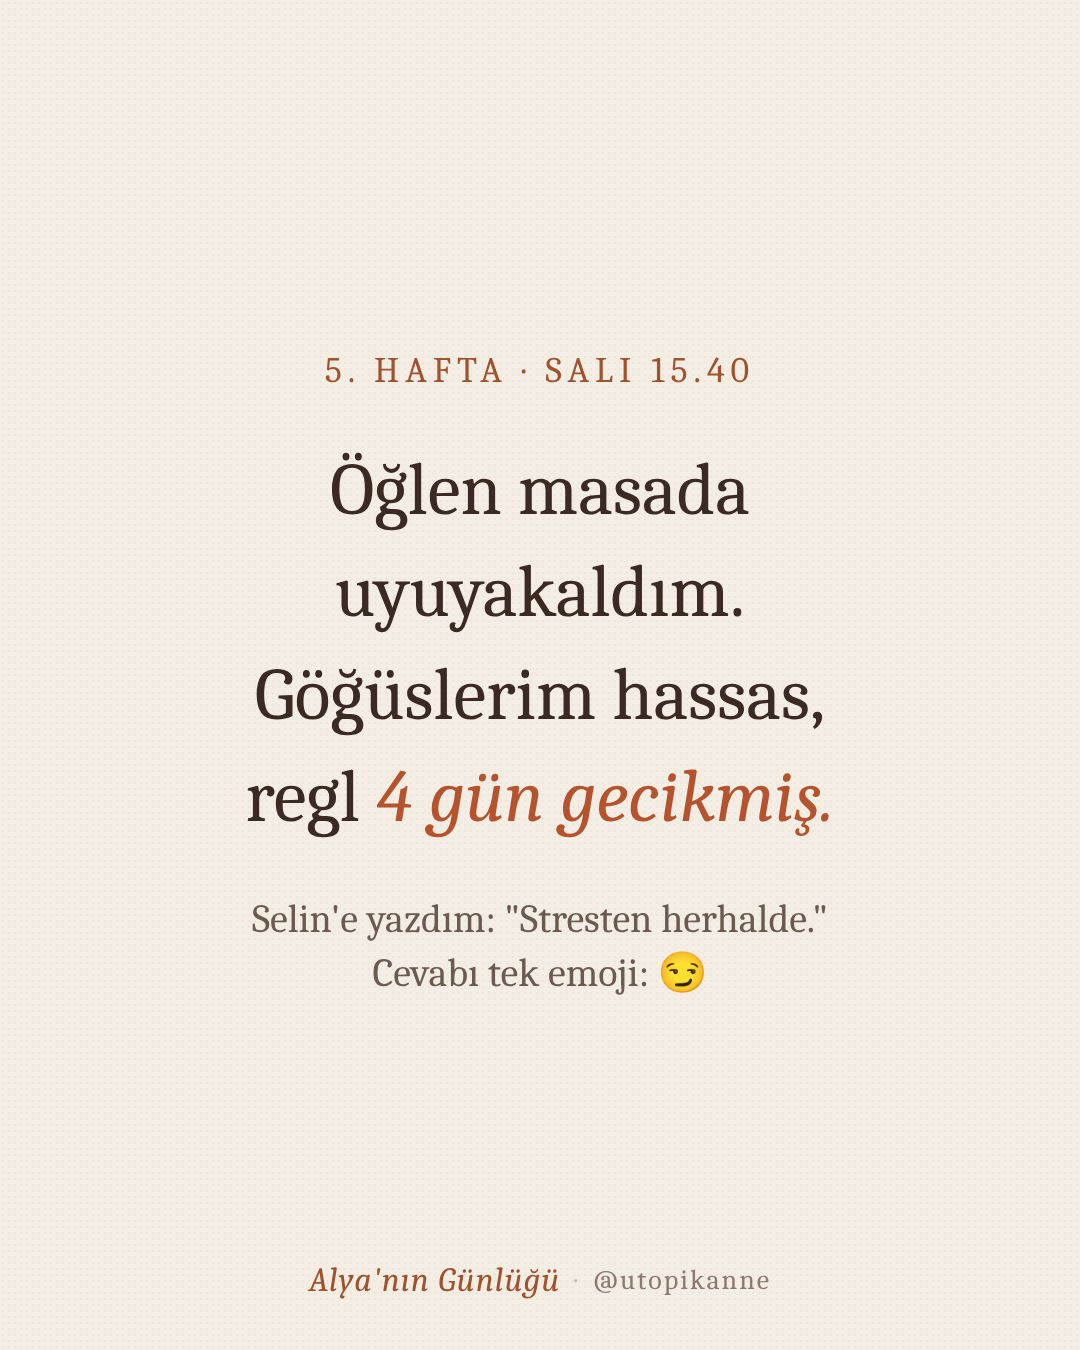 5. HAFTA · SALI 15.40
Öğlen masada
uyuyakaldım.
Göğüslerim hassas,
regl 4 gün gecikmiş.
Selin'e yazdım: "Stresten herhalde."
Cevabı tek emoji: 😏
Alya'nın Günlüğü · @utopikanne